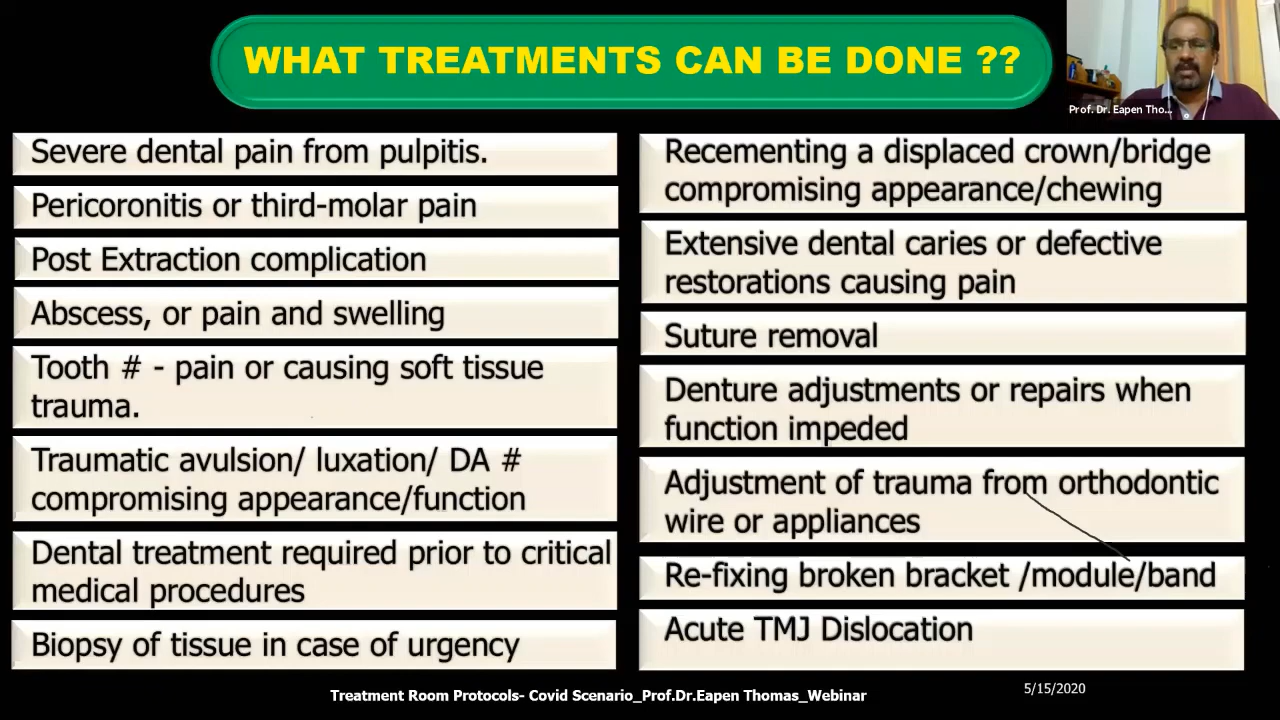 WHAT TREATMENTS CAN BE DONE ??
Prof. Dr. Eapen Tho...
Severe dental pain from pulpitis.
Pericoronitis or third-molar pain
Post Extraction complication
Abscess, or pain and swelling
Tooth # - pain or causing soft tissue
trauma.
Traumatic avulsion/ luxation/ DA #
compromising appearance/function
Dental treatment required prior to critical
medical procedures
Biopsy of tissue in case of urgency
Recementing a displaced crown/bridge
compromising appearance/chewing
Extensive dental caries or defective
restorations causing pain
Suture removal
Denture adjustments or repairs when
function impeded
Adjustment of trauma from orthodontic
wire or appliances
Re-fixing broken bracket /module/band
Acute TMJ Dislocation
Treatment Room Protocols- Covid Scenario_Prof.Dr.Eapen Thomas_Webinar
5/15/2020